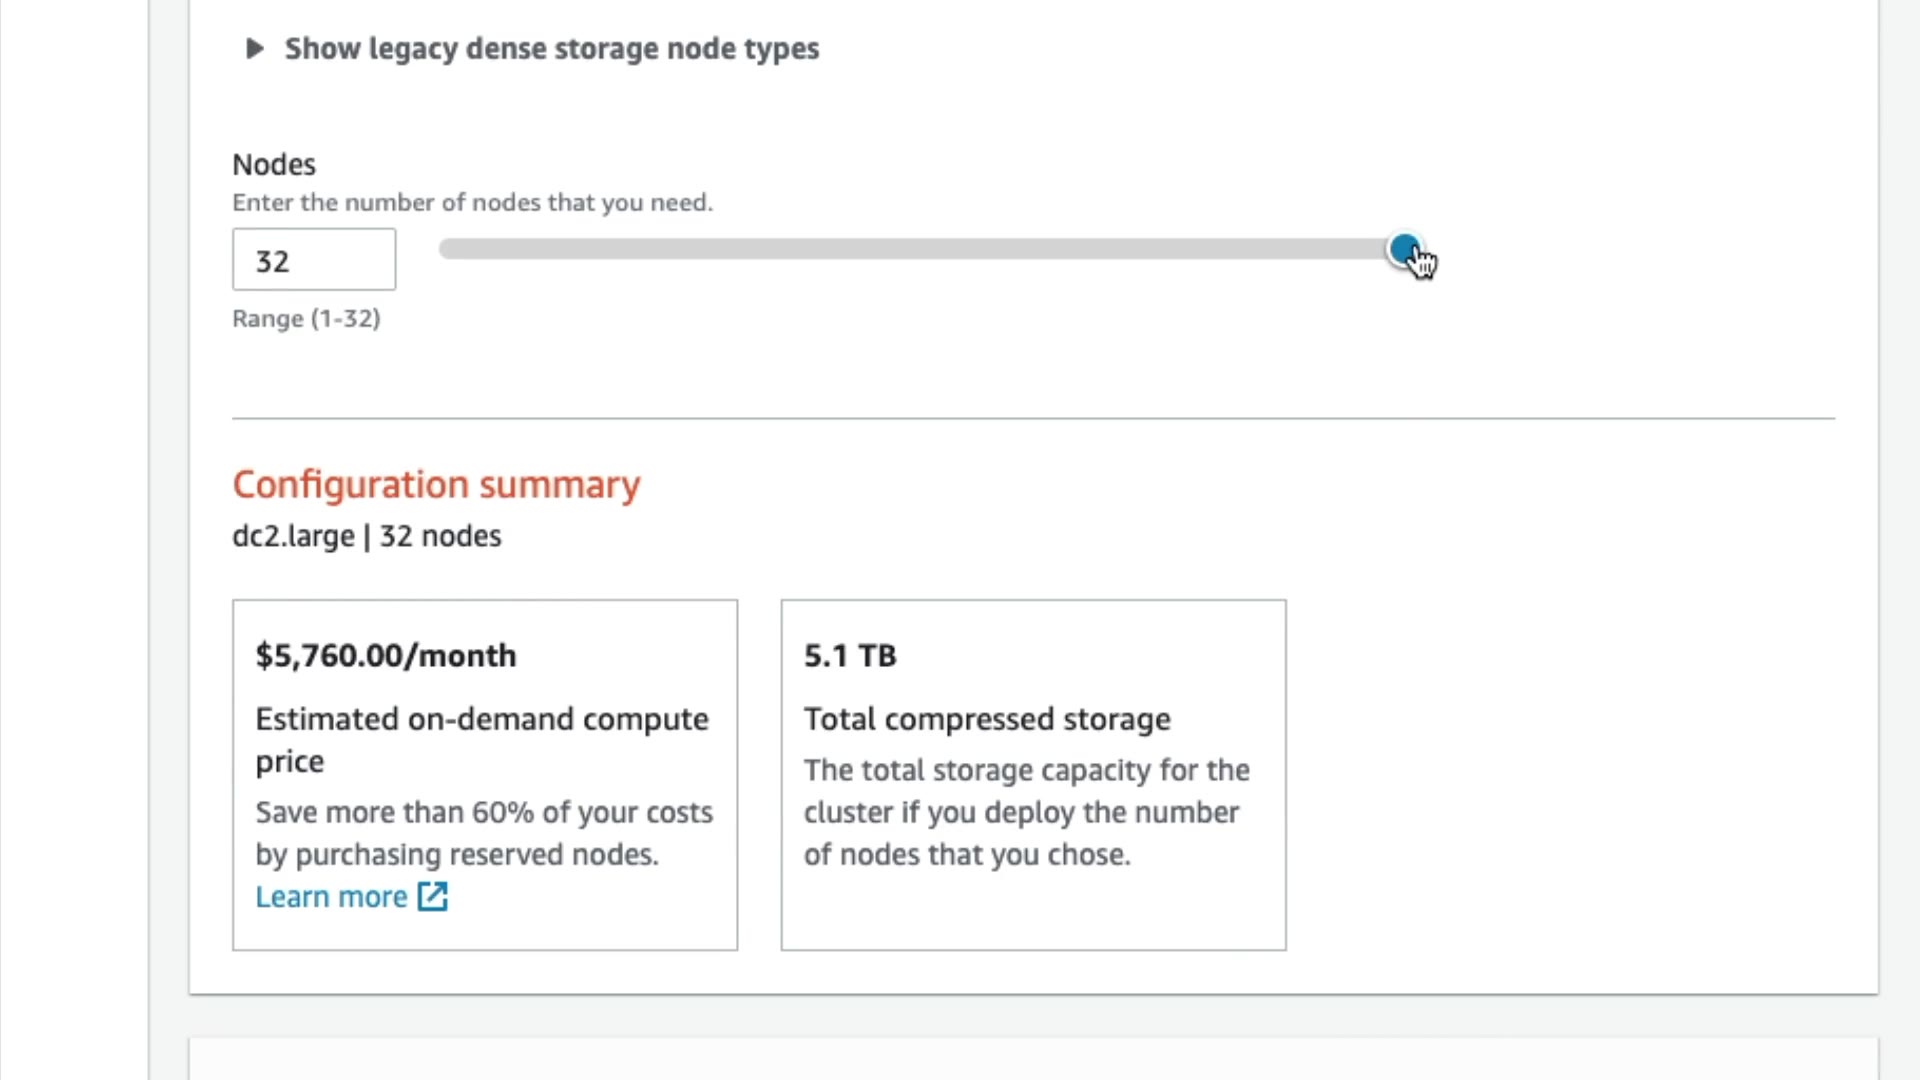 Show legacy dense storage node types
Nodes
Enter the number of nodes that you need.
32
Range (1-32)
Configuration summary
dc2.large | 32 nodes
$5,760.00/month
Estimated on-demand compute
price
Save more than 60% of your costs
by purchasing reserved nodes.
Learn more
5.1 TB
Total compressed storage
The total storage capacity for the
cluster if you deploy the number
of nodes that you chose.